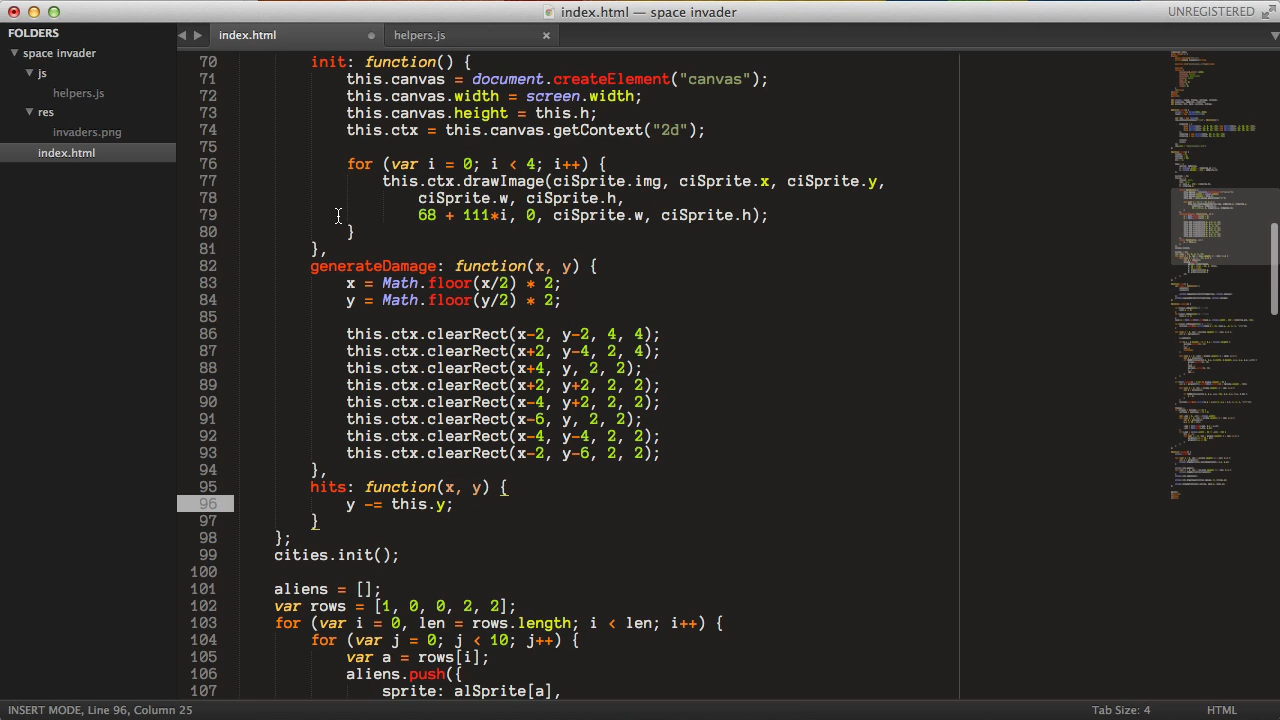 index.html — space invader
UNREGISTERED
FOLDERS
space invader
js
helpers.js
res
invaders.png
index.html
index.html
helpers.js
70 init: function() {
71 this.canvas = document.createElement("canvas");
72 this.canvas.width = screen.width;
73 this.canvas.height = this.h;
74 this.ctx = this.canvas.getContext("2d");
75
76 for (var i = 0; i < 4; i++) {
77 this.ctx.drawImage(ciSprite.img, ciSprite.x, ciSprite.y,
78 ciSprite.w, ciSprite.h,
79 68 + 111*i, 0, ciSprite.w, ciSprite.h);
80 }
81 },
82 generateDamage: function(x, y) {
83 x = Math.floor(x/2) * 2;
84 y = Math.floor(y/2) * 2;
85
86 this.ctx.clearRect(x-2, y-2, 4, 4);
87 this.ctx.clearRect(x+2, y-4, 2, 4);
88 this.ctx.clearRect(x+4, y, 2, 2);
89 this.ctx.clearRect(x+2, y+2, 2, 2);
90 this.ctx.clearRect(x-4, y+2, 2, 2);
91 this.ctx.clearRect(x-6, y, 2, 2);
92 this.ctx.clearRect(x-4, y-4, 2, 2);
93 this.ctx.clearRect(x-2, y-6, 2, 2);
94 },
95 hits: function(x, y) {
96 y -= this.y;
97 }
98 };
99 cities.init();
100
101 aliens = [];
102 var rows = [1, 0, 0, 2, 2];
103 for (var i = 0, len = rows.length; i < len; i++) {
104 for (var j = 0; j < 10; j++) {
105 var a = rows[i];
106 aliens.push({
107 sprite: alSprite[a],
INSERT MODE, Line 96, Column 25
Tab Size: 4
HTML